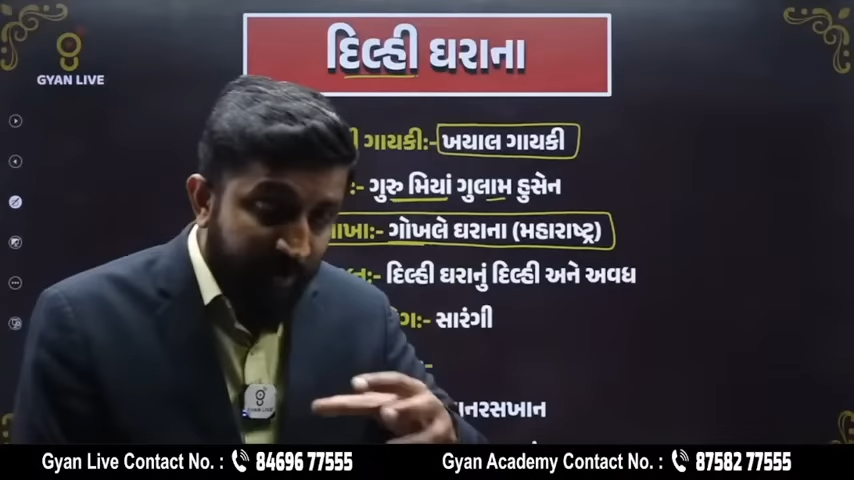 દિલ્હી ઘરાના
GYAN LIVE
ગાયકી:- ખયાલ ગાયકી
:- ગુરુ મિયાં ગુલામ હુસેન
ગોખલે ઘરાના (મહારાષ્ટ્ર)
:- દિલ્હી ઘરાનું દિલ્હી અને અવધ
:- સારંગી
Gyan Live Contact No. : 84696 77555
Gyan Academy Contact No. : 87582 77555